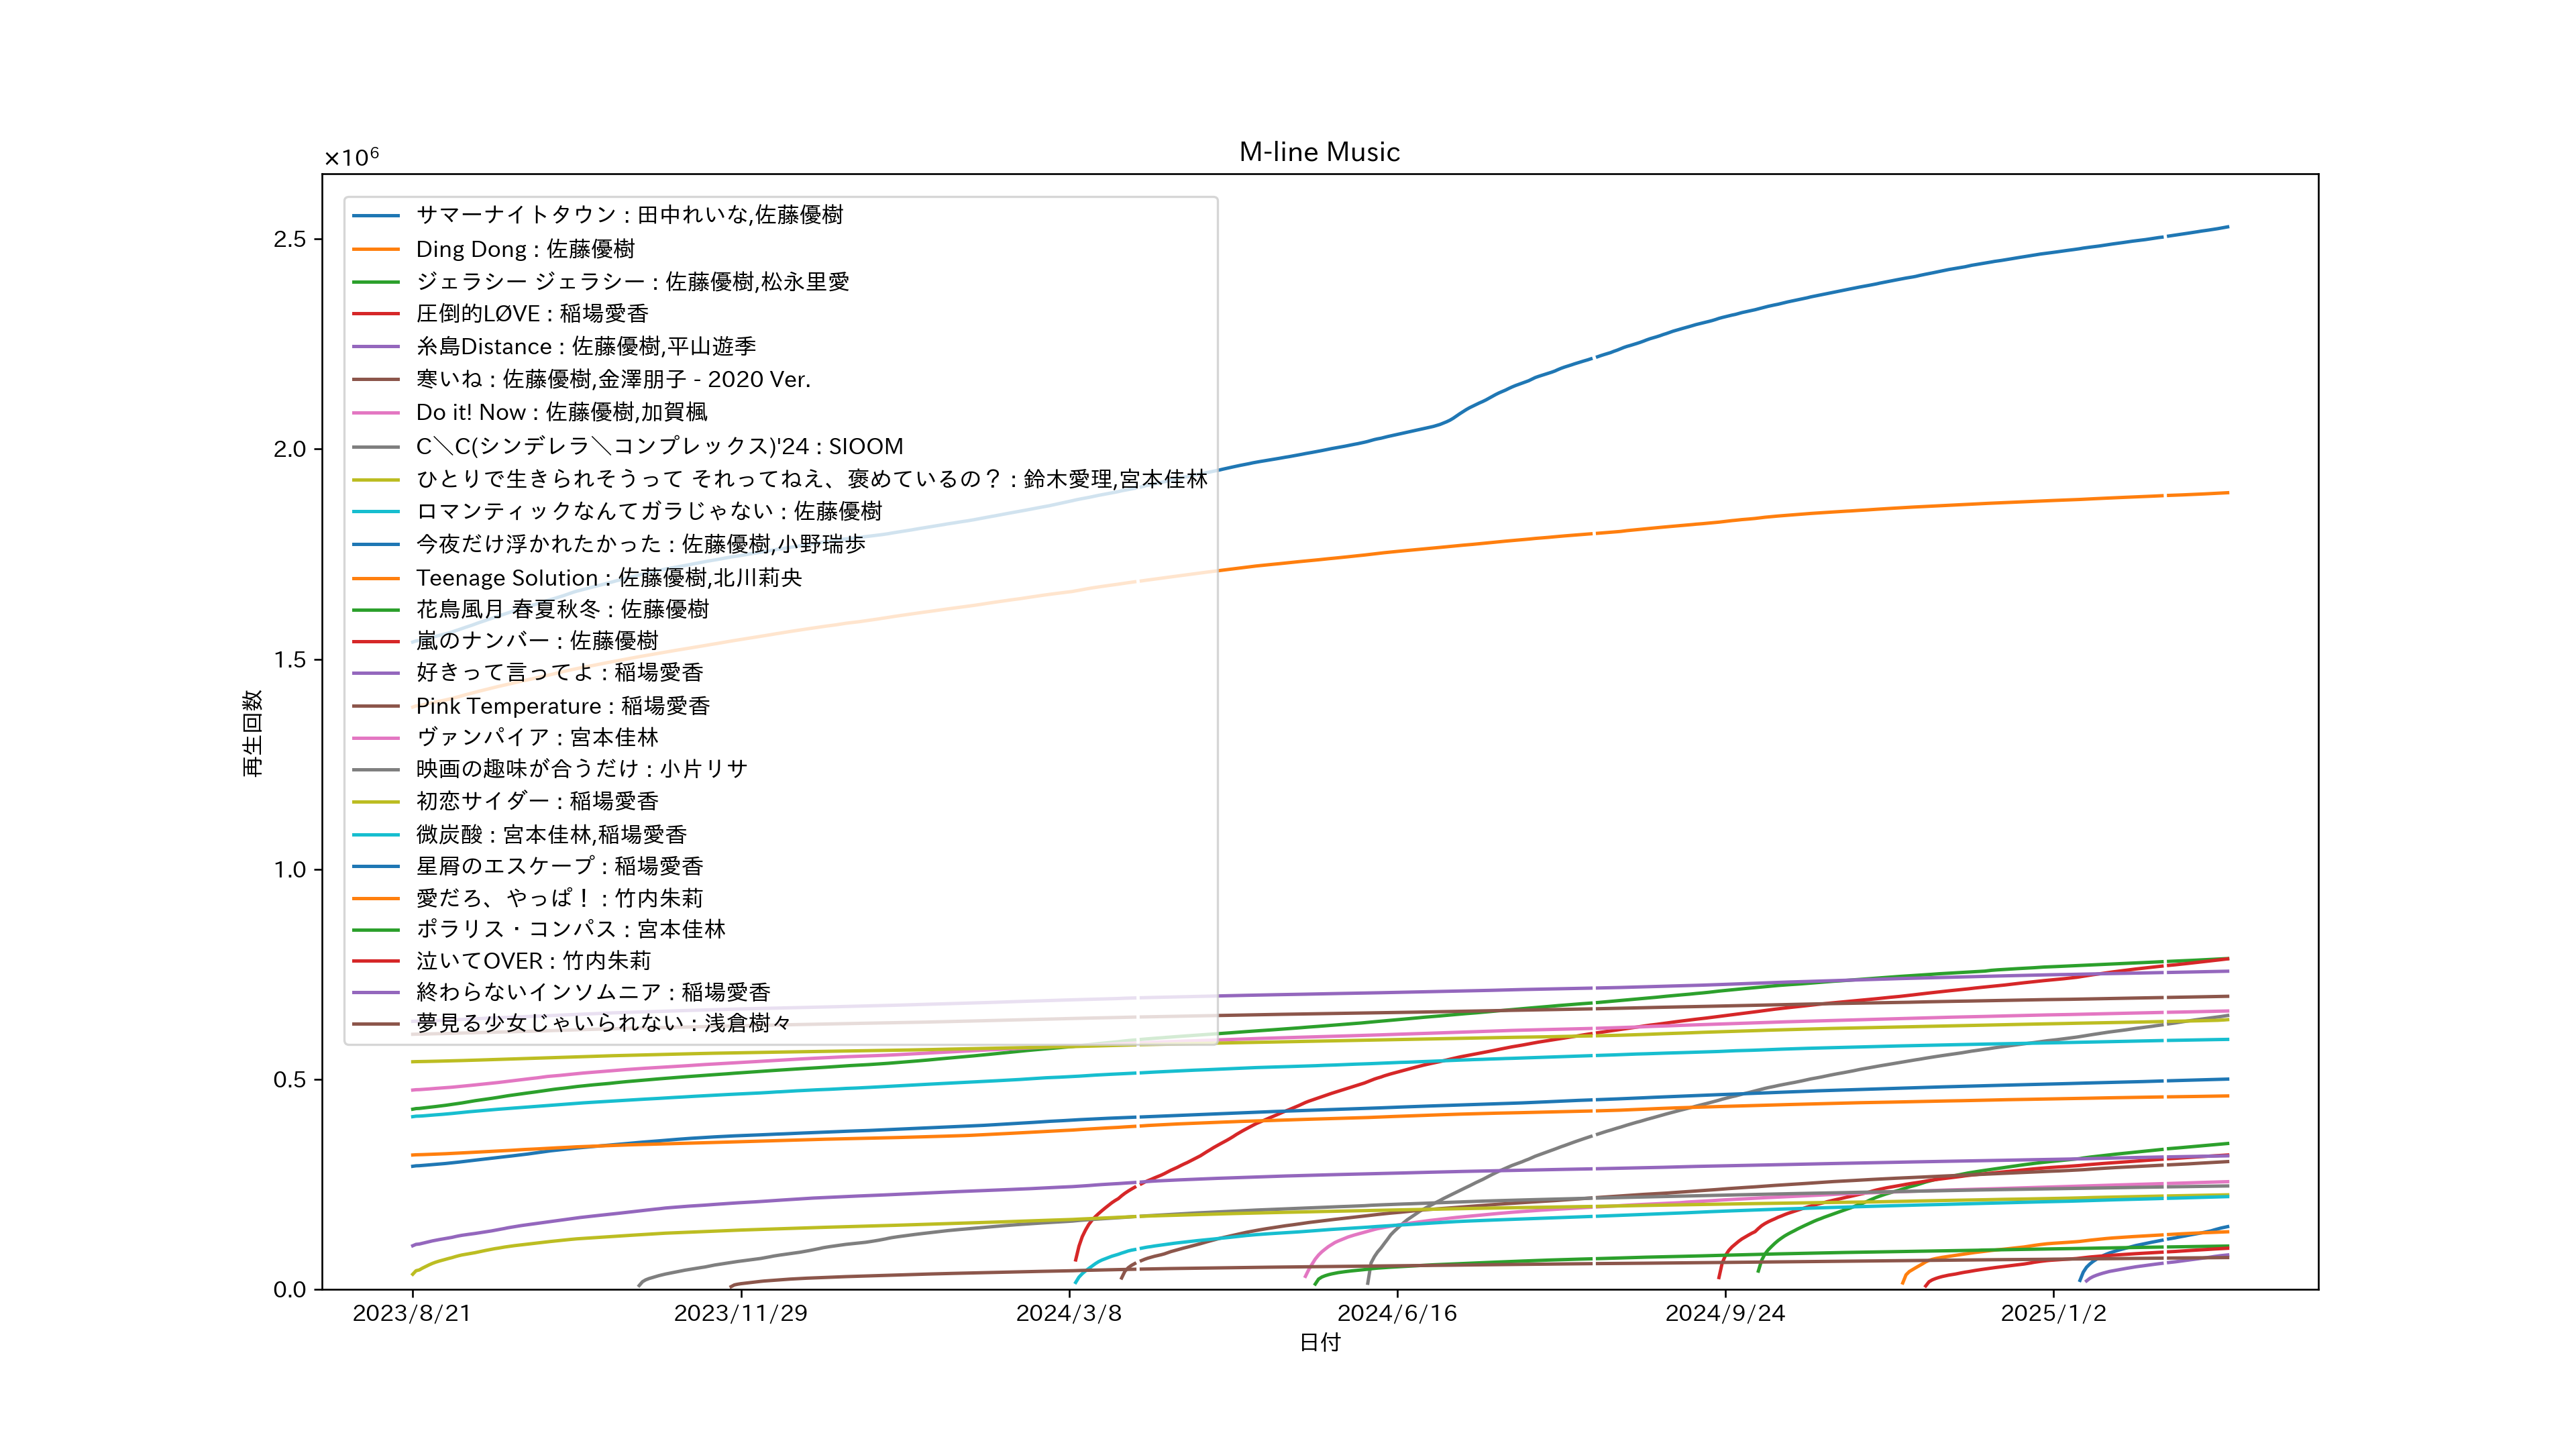 M-line Music
×10⁶
2.5
2.0
1.5
1.0
0.5
0.0
再生回数
サマーナイトタウン : 田中れいな,佐藤優樹
Ding Dong : 佐藤優樹
ジェラシー ジェラシー : 佐藤優樹,松永里愛
圧倒的LØVE : 稲場愛香
糸島Distance : 佐藤優樹,平山遊季
寒いね : 佐藤優樹,金澤朋子 - 2020 Ver.
Do it! Now : 佐藤優樹,加賀楓
C＼C(シンデレラ＼コンプレックス)'24 : SIOOM
ひとりで生きられそうって それってねえ、褒めているの？ : 鈴木愛理,宮本佳林
ロマンティックなんてガラじゃない : 佐藤優樹
今夜だけ浮かれたかった : 佐藤優樹,小野瑞歩
Teenage Solution : 佐藤優樹,北川莉央
花鳥風月 春夏秋冬 : 佐藤優樹
嵐のナンバー : 佐藤優樹
好きって言ってよ : 稲場愛香
Pink Temperature : 稲場愛香
ヴァンパイア : 宮本佳林
映画の趣味が合うだけ : 小片リサ
初恋サイダー : 稲場愛香
微炭酸 : 宮本佳林,稲場愛香
星屑のエスケープ : 稲場愛香
愛だろ、やっぱ！ : 竹内朱莉
ポラリス・コンパス : 宮本佳林
泣いてOVER : 竹内朱莉
終わらないインソムニア : 稲場愛香
夢見る少女じゃいられない : 浅倉樹々
2023/8/21
2023/11/29
2024/3/8
2024/6/16
2024/9/24
2025/1/2
日付